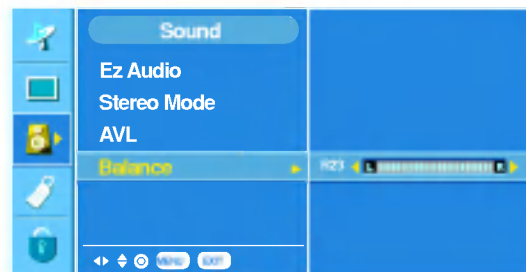 Sound
Ez Audio
Stereo Mode
AVL
Balance
R23 L R
MENU EXIT